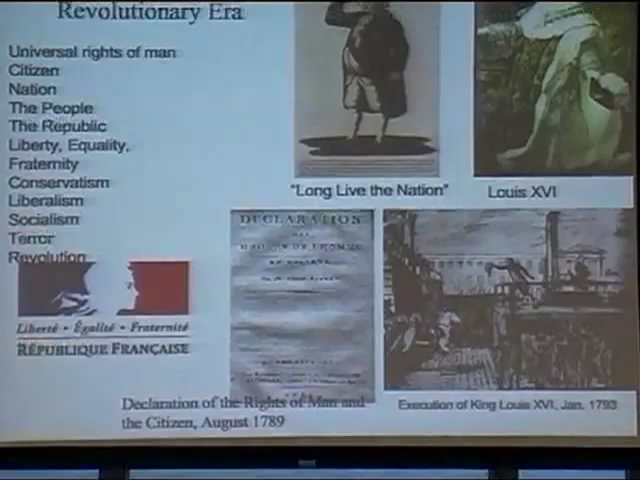 Revolutionary Era
Universal rights of man
Citizen
Nation
The People
The Republic
Liberty, Equality,
Fraternity
Conservatism
Liberalism
Socialism
Terror
Revolution
"Long Live the Nation"
Louis XVI
DECLARATION
Liberté • Égalité • Fraternité
RÉPUBLIQUE FRANÇAISE
Declaration of the Rights of Man and
the Citizen, August 1789
Execution of King Louis XVI, Jan. 1793